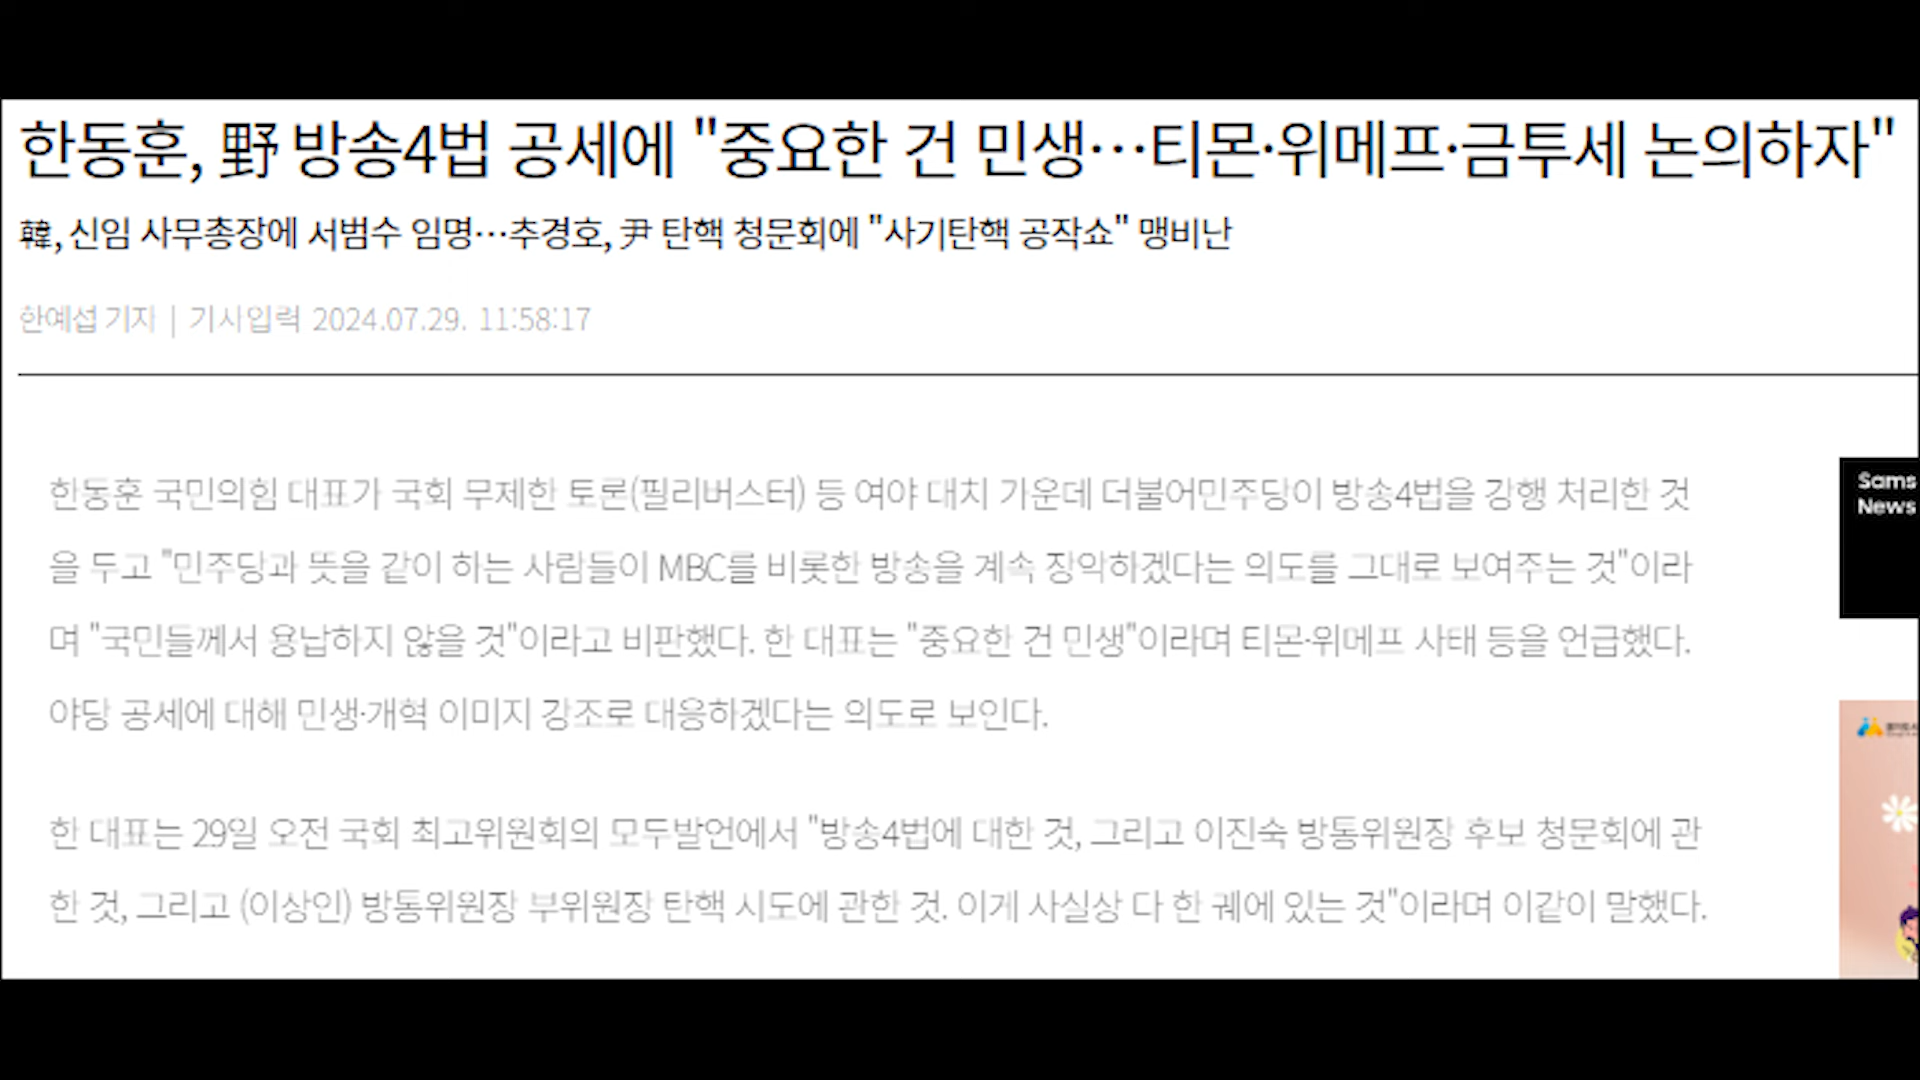 한동훈, 野 방송4법 공세에 "중요한 건 민생…티몬·위메프·금투세 논의하자"
韓, 신임 사무총장에 서범수 임명…추경호, 尹 탄핵 청문회에 "사기탄핵 공작쇼" 맹비난
한예섭 기자 | 기사입력 2024.07.29. 11:58:17
한동훈 국민의힘 대표가 국회 무제한 토론(필리버스터) 등 여야 대치 가운데 더불어민주당이 방송4법을 강행 처리한 것
을 두고 "민주당과 뜻을 같이 하는 사람들이 MBC를 비롯한 방송을 계속 장악하겠다는 의도를 그대로 보여주는 것"이라
며 "국민들께서 용납하지 않을 것"이라고 비판했다. 한 대표는 "중요한 건 민생"이라며 티몬·위메프 사태 등을 언급했다.
야당 공세에 대해 민생·개혁 이미지 강조로 대응하겠다는 의도로 보인다.
한 대표는 29일 오전 국회 최고위원회의 모두발언에서 "방송4법에 대한 것, 그리고 이진숙 방통위원장 후보 청문회에 관
한 것, 그리고 (이상인) 방통위원장 부위원장 탄핵 시도에 관한 것. 이게 사실상 다 한 궤에 있는 것"이라며 이같이 말했다.
Sams
News